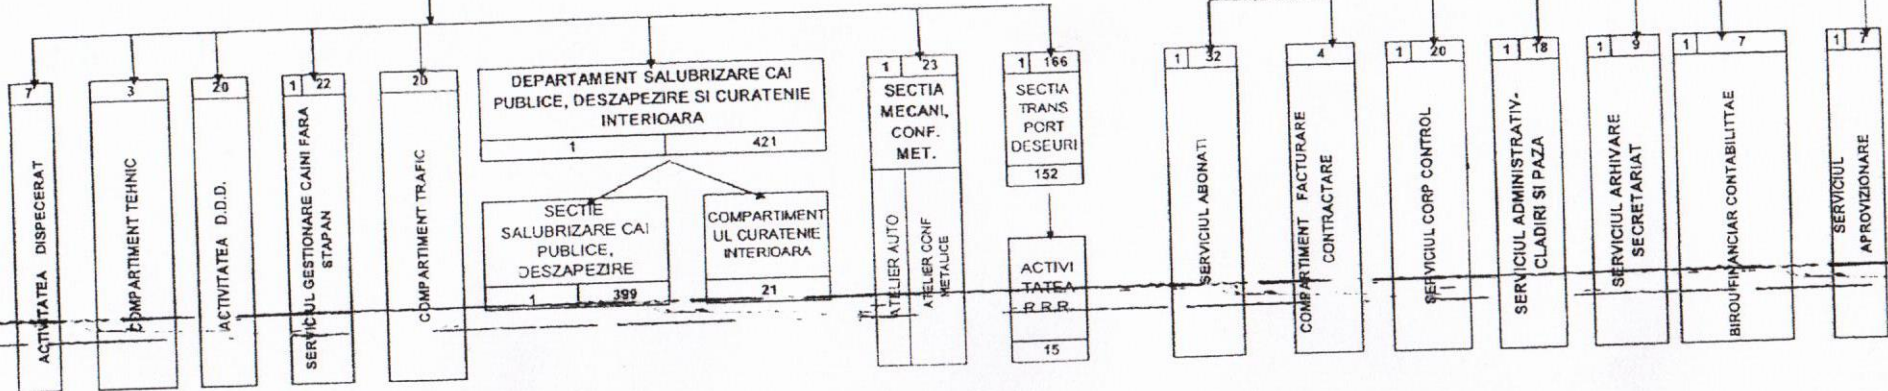 7
ACTIVITATEA DISPECERAT
3
COMPARTIMENT TEHNIC
20
ACTIVITATEA D.D.D.
1 22
SERVICIUL GESTIONARE CAINI FARA
STAPAN
20
COMPARTIMENT TRAFIC
DEPARTAMENT SALUBRIZARE CAI
PUBLICE, DESZAPEZIRE SI CURATENIE
INTERIOARA
1 421
SECTIE
SALUBRIZARE CAI
PUBLICE,
DESZAPEZIRE
1 399
COMPARTIMENT
UL CURATENIE
INTERIOARA
21
1 23
SECTIA
MECANI,
CONF.
MET.
ATELIER AUTO
ATELIER CONF
METALICE
1 166
SECTIA
TRANS
PORT
DESEURI
152
ACTIVI
TATEA
R.R.R.
15
1 32
SERVICIUL ABONATI
4
COMPARTIMENT FACTURARE
CONTRACTARE
1 20
SERVICIUL CORP CONTROL
1 18
SERVICIUL ADMINISTRATIV-
CLADIRI SI PAZA
1 9
SERVICIUL ARHIVARE
SECRETARIAT
1 7
BIROU FINANCIAR CONTABILITTAE
1 7
SERVICIUL
APROVIZIONARE